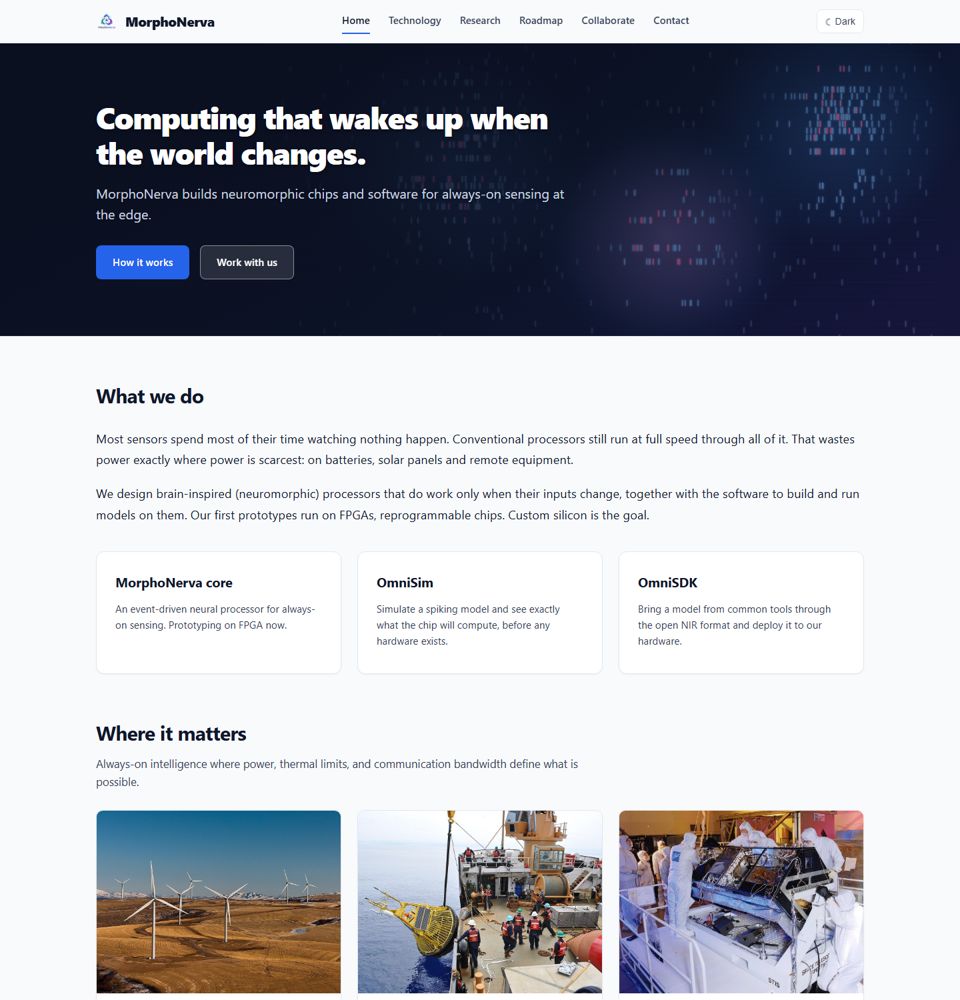 MorphoNerva
Home Technology Research Roadmap Collaborate Contact
Dark
Computing that wakes up when
the world changes.
MorphoNerva builds neuromorphic chips and software for always-on sensing at
the edge.
How it works Work with us
What we do
Most sensors spend most of their time watching nothing happen. Conventional processors still run at full speed through all of it. That wastes
power exactly where power is scarcest: on batteries, solar panels and remote equipment.
We design brain-inspired (neuromorphic) processors that do work only when their inputs change, together with the software to build and run
models on them. Our first prototypes run on FPGAs, reprogrammable chips. Custom silicon is the goal.
MorphoNerva core
An event-driven neural processor for always-
on sensing. Prototyping on FPGA now.
OmniSim
Simulate a spiking model and see exactly
what the chip will compute, before any
hardware exists.
OmniSDK
Bring a model from common tools through
the open NIR format and deploy it to our
hardware.
Where it matters
Always-on intelligence where power, thermal limits, and communication bandwidth define what is
possible.